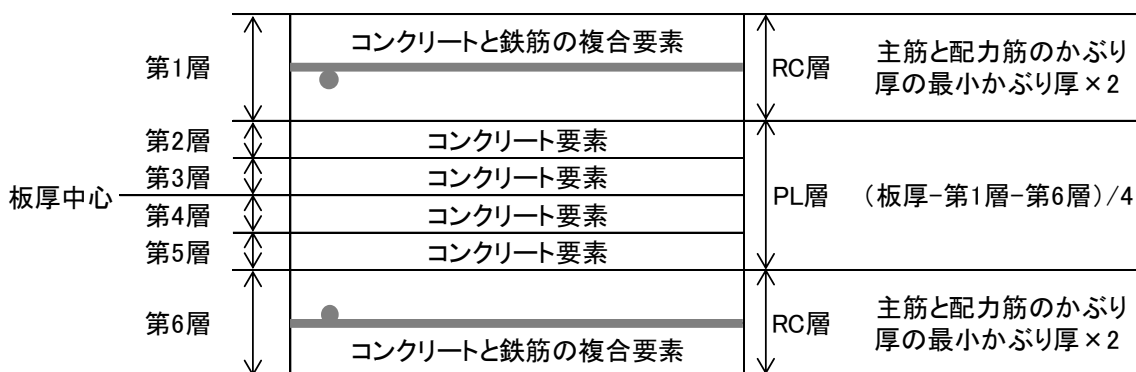 コンクリートと鉄筋の複合要素
第1層
RC層
主筋と配力筋のかぶり
厚の最小かぶり厚×2
第2層
コンクリート要素
第3層
コンクリート要素
板厚中心
PL層
(板厚-第1層-第6層)/4
第4層
コンクリート要素
第5層
コンクリート要素
第6層
RC層
主筋と配力筋のかぶり
厚の最小かぶり厚×2
コンクリートと鉄筋の複合要素